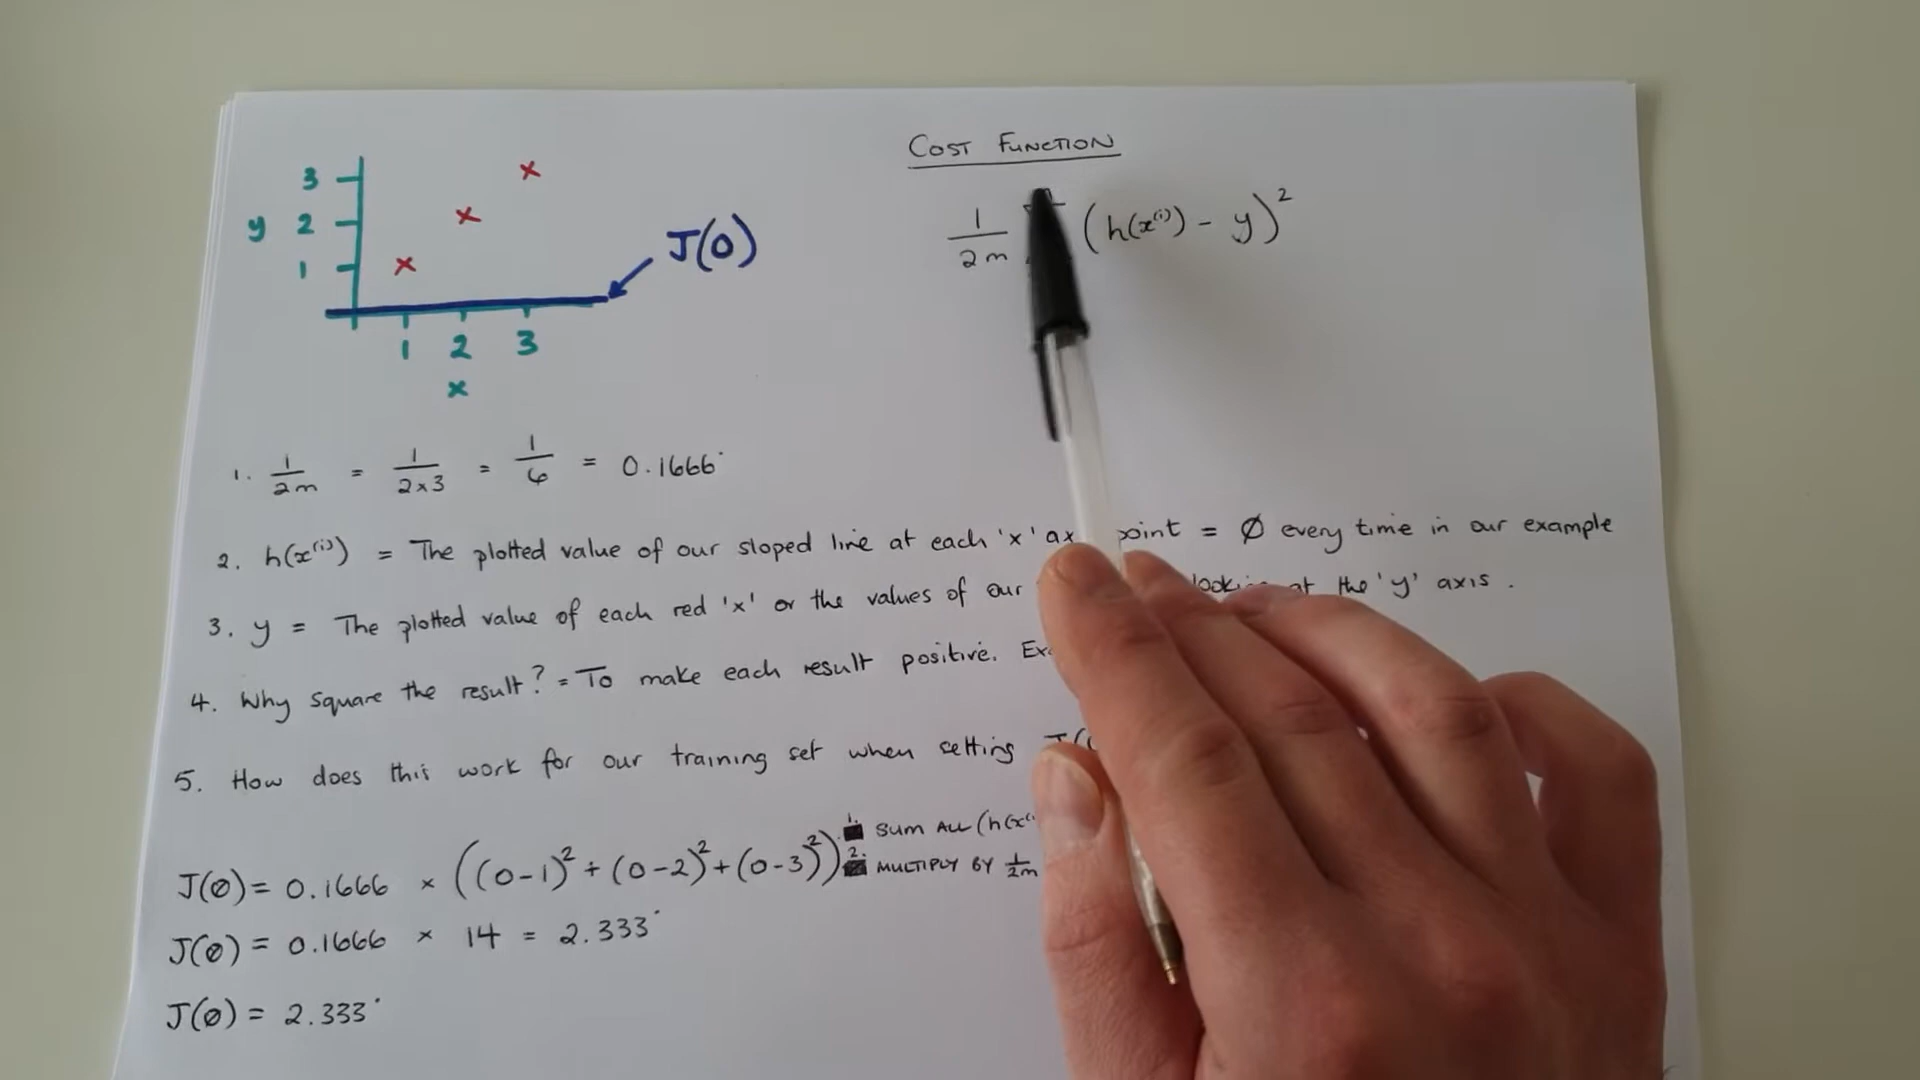 COST FUNCTION
1/2m (h(x⁽ⁱ⁾) - y)²
3
y 2
1
J(0)
1 2 3
x
1. 1/2m = 1/2x3 = 1/6 = 0.1666˙
2. h(x⁽ⁱ⁾) = The plotted value of our sloped line at each 'x' point = Ø every time in our example
3. y = The plotted value of each red 'x' or the values of our at the 'y' axis .
4. Why square the result? = To make each result positive.
5. How does this work for our training set when setting
J(Ø) = 0.1666 × ((0-1)² + (0-2)² + (0-3)²) 1. SUM ALL (h(x⁽ⁱ
2. MULTIPLY BY 1/2m
J(Ø) = 0.1666 × 14 = 2.333˙
J(Ø) = 2.333˙